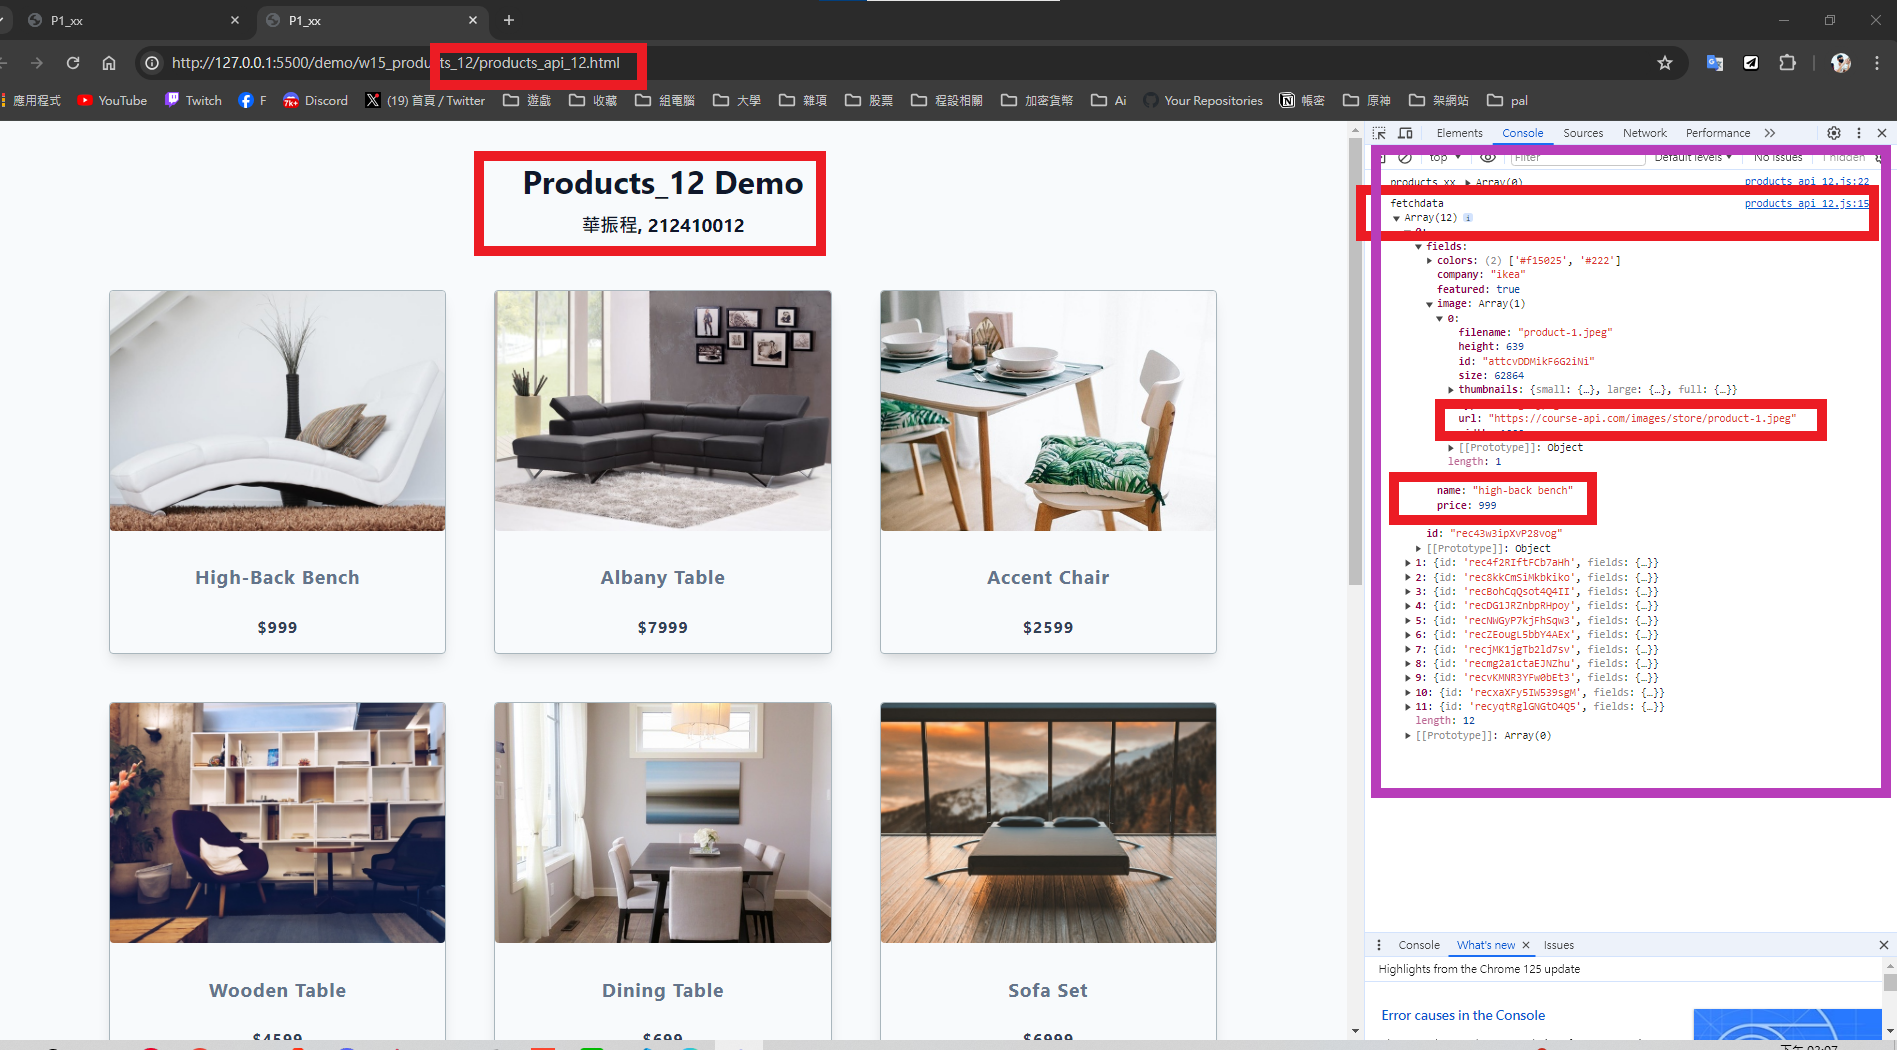 P1_xx
P1_xx
http://127.0.0.1:5500/demo/w15_products_12/products_api_12.html
應用程式
YouTube
Twitch
F
Discord
(19) 首頁 / Twitter
遊戲
收藏
組電腦
大學
雜項
股票
程設相關
加密貨幣
Ai
Your Repositories
帳密
原神
架網站
pal
Products_12 Demo
華振程, 212410012
High-Back Bench
$999
Albany Table
$7999
Accent Chair
$2599
Wooden Table
$4599
Dining Table
$699
Sofa Set
$6999
Elements
Console
Sources
Network
Performance
top
Filter
Default levels
No Issues
1 hidden
products_xx ▶ Array(0)
products_api_12.js:22
fetchdata
products_api_12.js:15
▼ Array(12) i
▼ 0:
▼ fields:
▶ colors: (2) ['#f15025', '#222']
company: "ikea"
featured: true
▼ image: Array(1)
▼ 0:
filename: "product-1.jpeg"
height: 639
id: "attcvDDMikF6G2iNi"
size: 62864
▶ thumbnails: {small: {…}, large: {…}, full: {…}}
url: "https://course-api.com/images/store/product-1.jpeg"
▶ [[Prototype]]: Object
length: 1
name: "high-back bench"
price: 999
id: "rec43w3ipXvP28vog"
▶ [[Prototype]]: Object
▶ 1: {id: 'rec4f2RIftFCb7aHh', fields: {…}}
▶ 2: {id: 'rec8kkCmSiMkbkiko', fields: {…}}
▶ 3: {id: 'recBohCqQsot4Q4II', fields: {…}}
▶ 4: {id: 'recDG1JRZnbpRHpoy', fields: {…}}
▶ 5: {id: 'recNWGyP7kjFhSqw3', fields: {…}}
▶ 6: {id: 'recZEougL5bbY4AEx', fields: {…}}
▶ 7: {id: 'recjMK1jgTb2ld7sv', fields: {…}}
▶ 8: {id: 'recmg2a1ctaEJNZhu', fields: {…}}
▶ 9: {id: 'recvKMNR3YFw0bEt3', fields: {…}}
▶ 10: {id: 'recxaXFy5IW539sgM', fields: {…}}
▶ 11: {id: 'recyqtRglGNGtO4Q5', fields: {…}}
length: 12
▶ [[Prototype]]: Array(0)
Console
What's new
Issues
Highlights from the Chrome 125 update
Error causes in the Console
下午 03:07